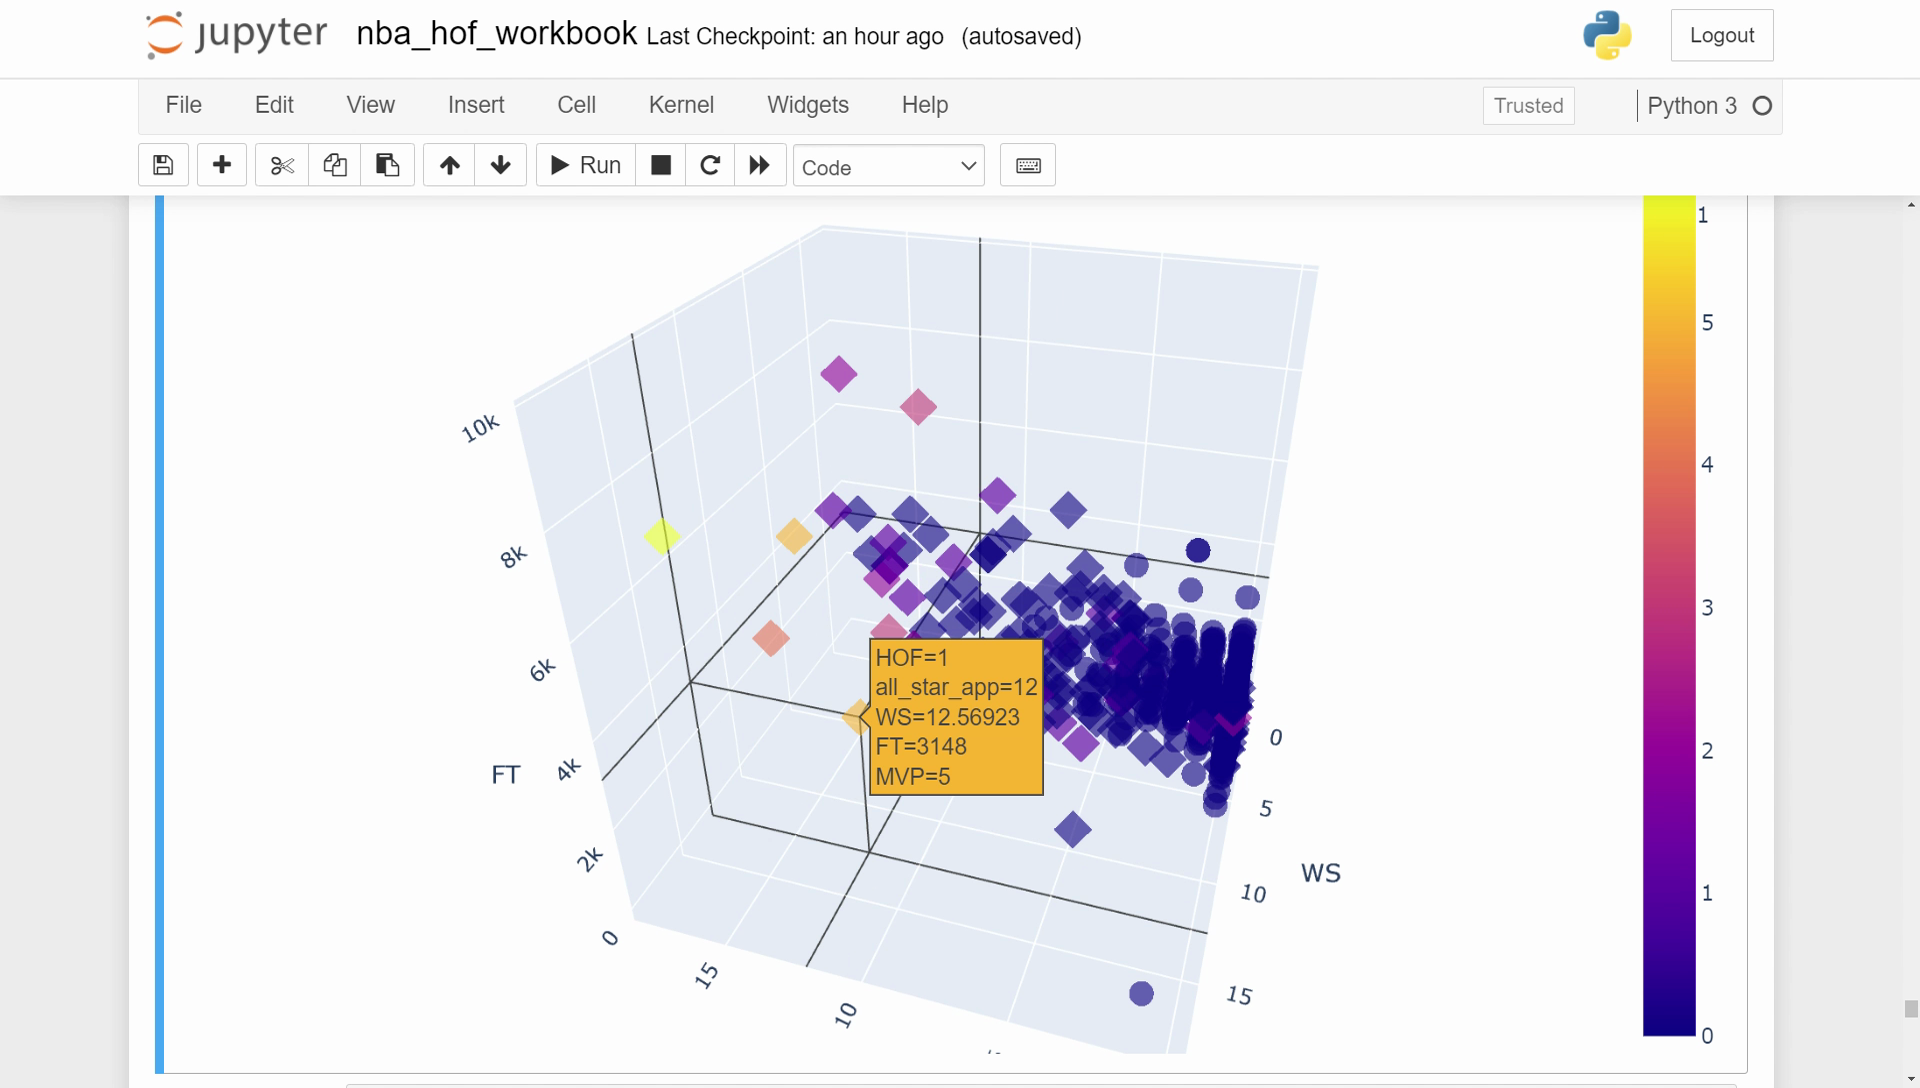 jupyter nba_hof_workbook Last Checkpoint: an hour ago (autosaved) Logout
File Edit View Insert Cell Kernel Widgets Help Trusted Python 3
Run Code
1
5
4
3
2
1
0
10k
8k
6k
4k
2k
0
FT
HOF=1
all_star_app=12
WS=12.56923
FT=3148
MVP=5
0
5
10
15
WS
15
10